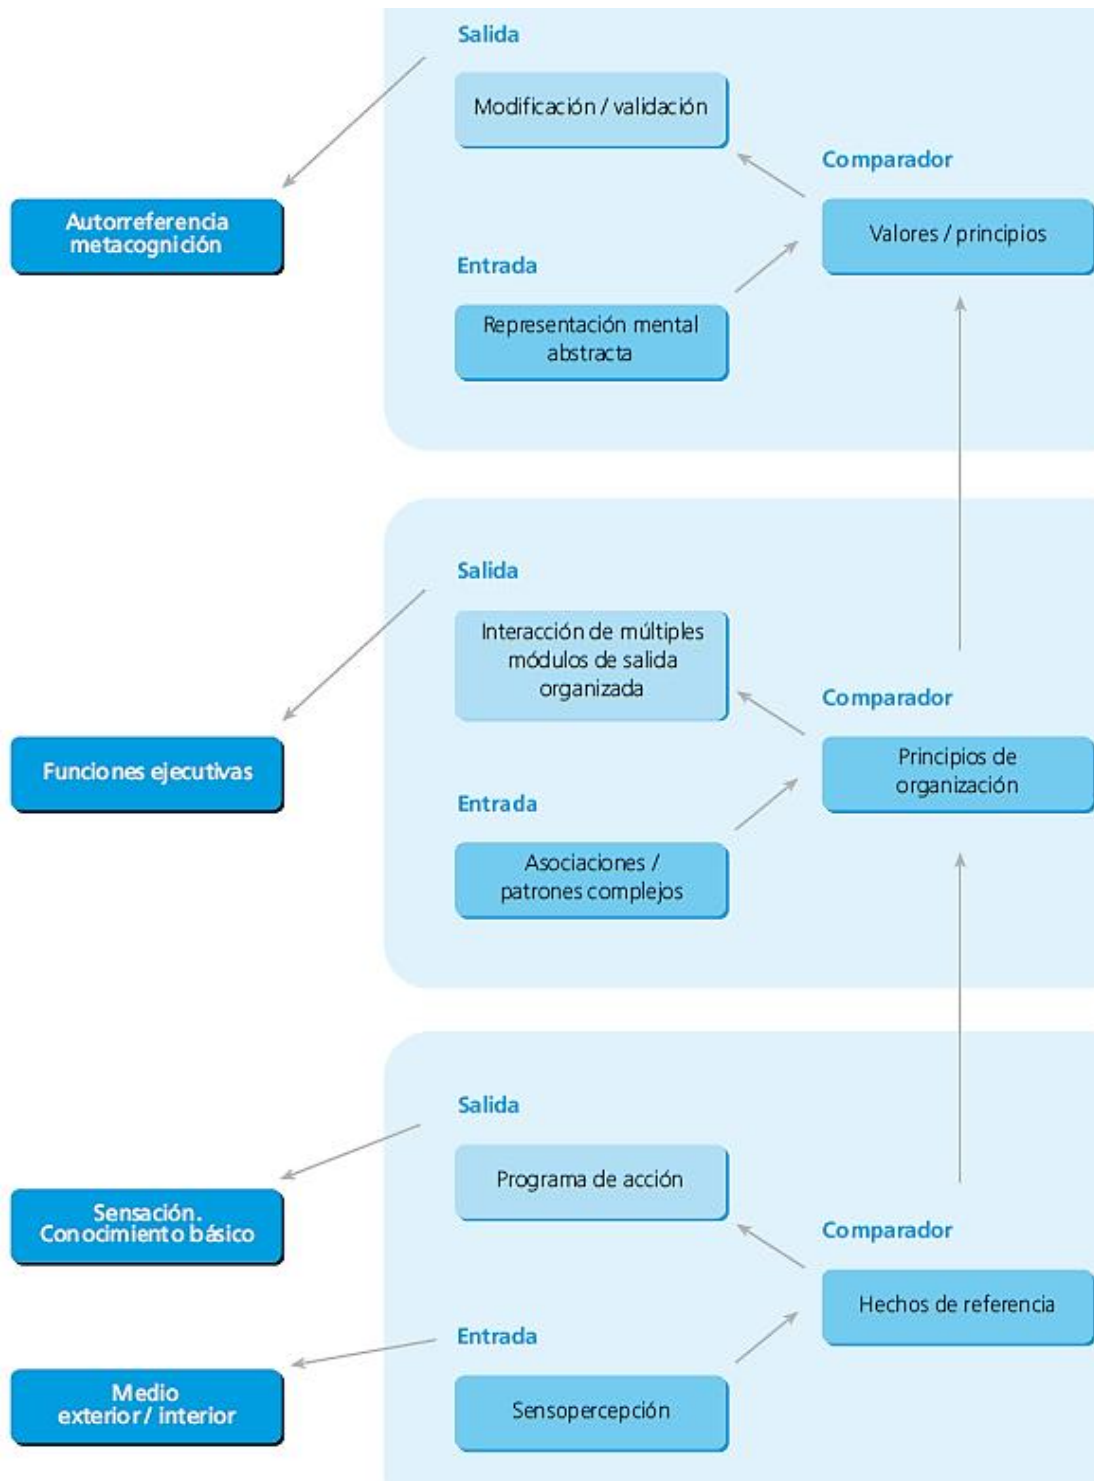 Salida
Modificación / validación
Comparador
Autorreferencia
metacognición
Valores / principios
Entrada
Representación mental
abstracta
Salida
Interacción de múltiples
módulos de salida
organizada
Comparador
Funciones ejecutivas
Principios de
organización
Entrada
Asociaciones /
patrones complejos
Salida
Programa de acción
Sensación.
Conocimiento básico
Comparador
Hechos de referencia
Entrada
Medio
exterior / interior
Sensopercepción